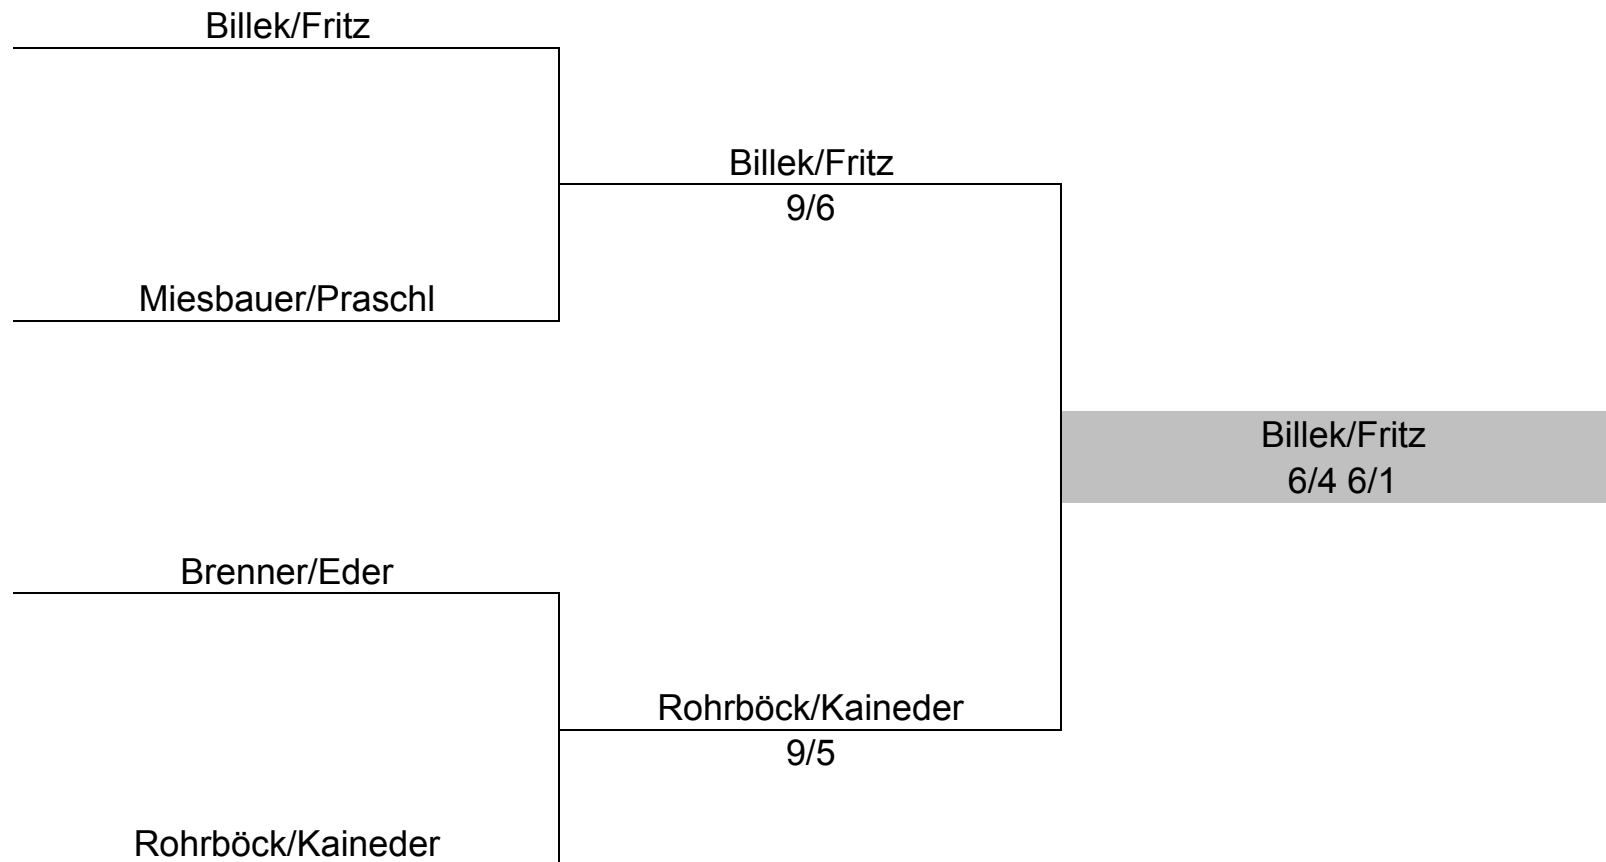 Billek/Fritz
Billek/Fritz
9/6
Miesbauer/Praschl
Billek/Fritz
6/4 6/1
Brenner/Eder
Rohrböck/Kaineder
9/5
Rohrböck/Kaineder